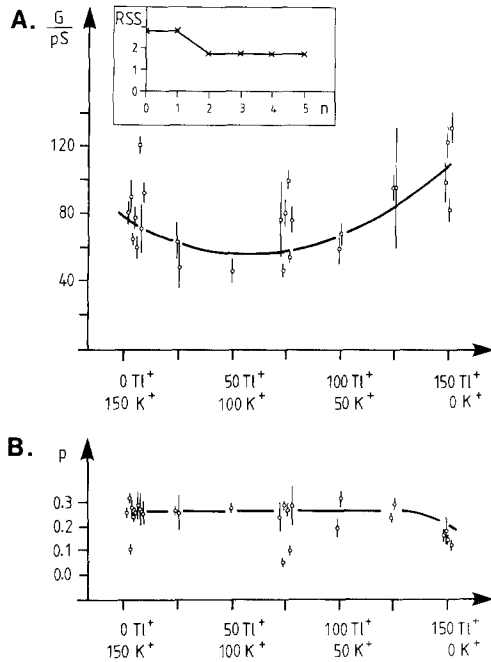 A.
G
pS
RSS
3
2
1
0
0 1 2 3 4 5 n
120
80
40
0 Tl+ 50 Tl+ 100 Tl+ 150 Tl+
150 K+ 100 K+ 50 K+ 0 K+
B.
p
0.3
0.2
0.1
0.0
0 Tl+ 50 Tl+ 100 Tl+ 150 Tl+
150 K+ 100 K+ 50 K+ 0 K+